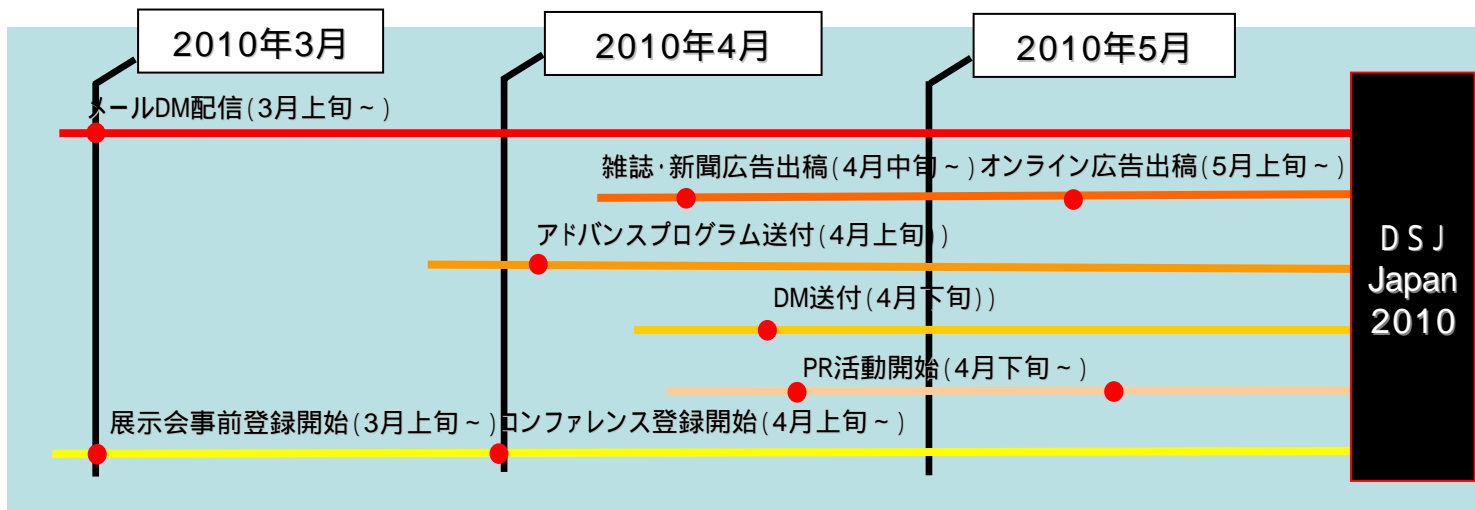 2010年3月
2010年4月
2010年5月
メールDM配信(3月上旬~)
雑誌・新聞広告出稿(4月中旬~)
オンライン広告出稿(5月上旬~)
アドバンスプログラム送付(4月上旬))
DM送付(4月下旬))
PR活動開始(4月下旬~)
展示会事前登録開始(3月上旬~)
コンファレンス登録開始(4月上旬~)
DSJ
Japan
2010